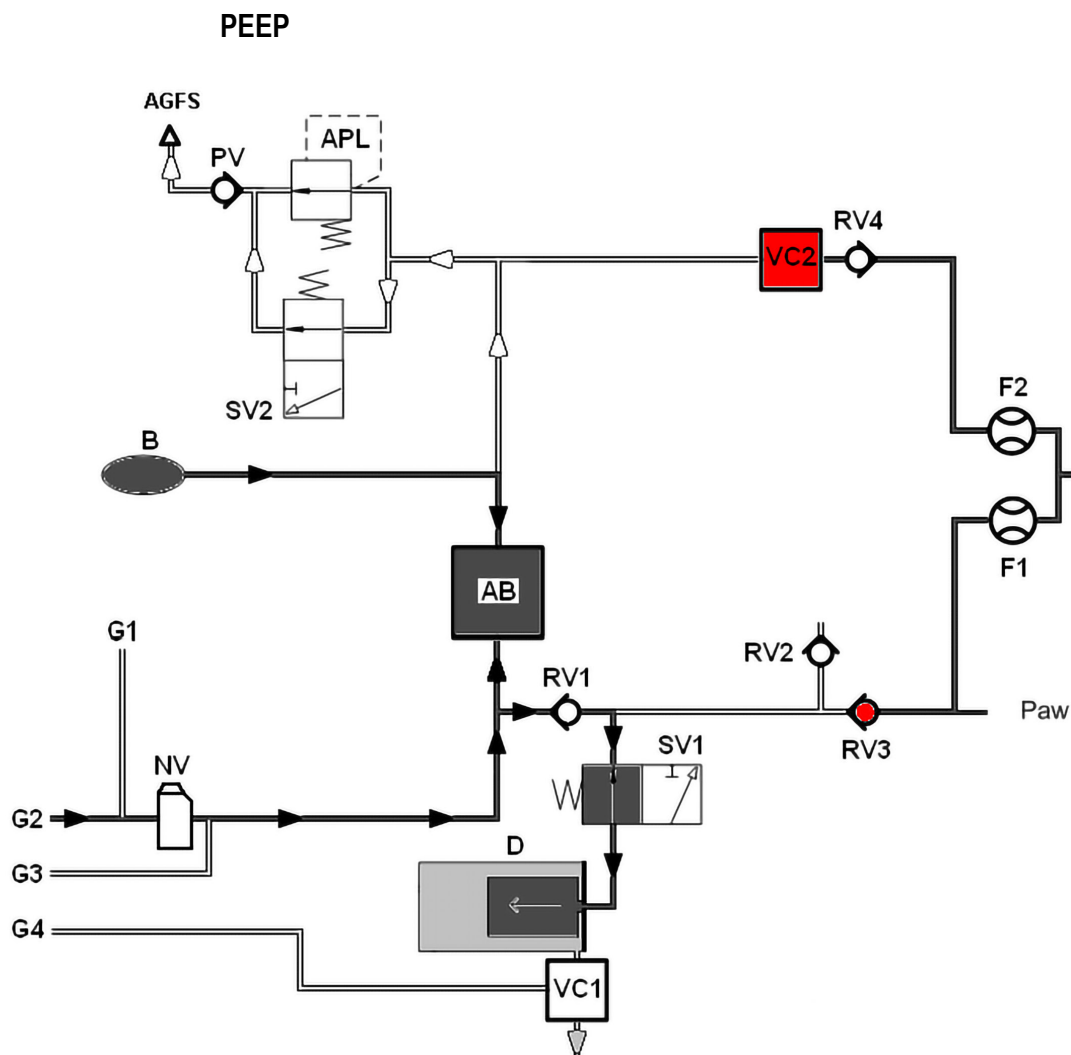 PEEP
AGFS
PV
APL
RV4
VC2
SV2
F2
B
F1
AB
G1
RV1
RV2
Paw
NV
SV1
RV3
G2
D
G3
G4
VC1